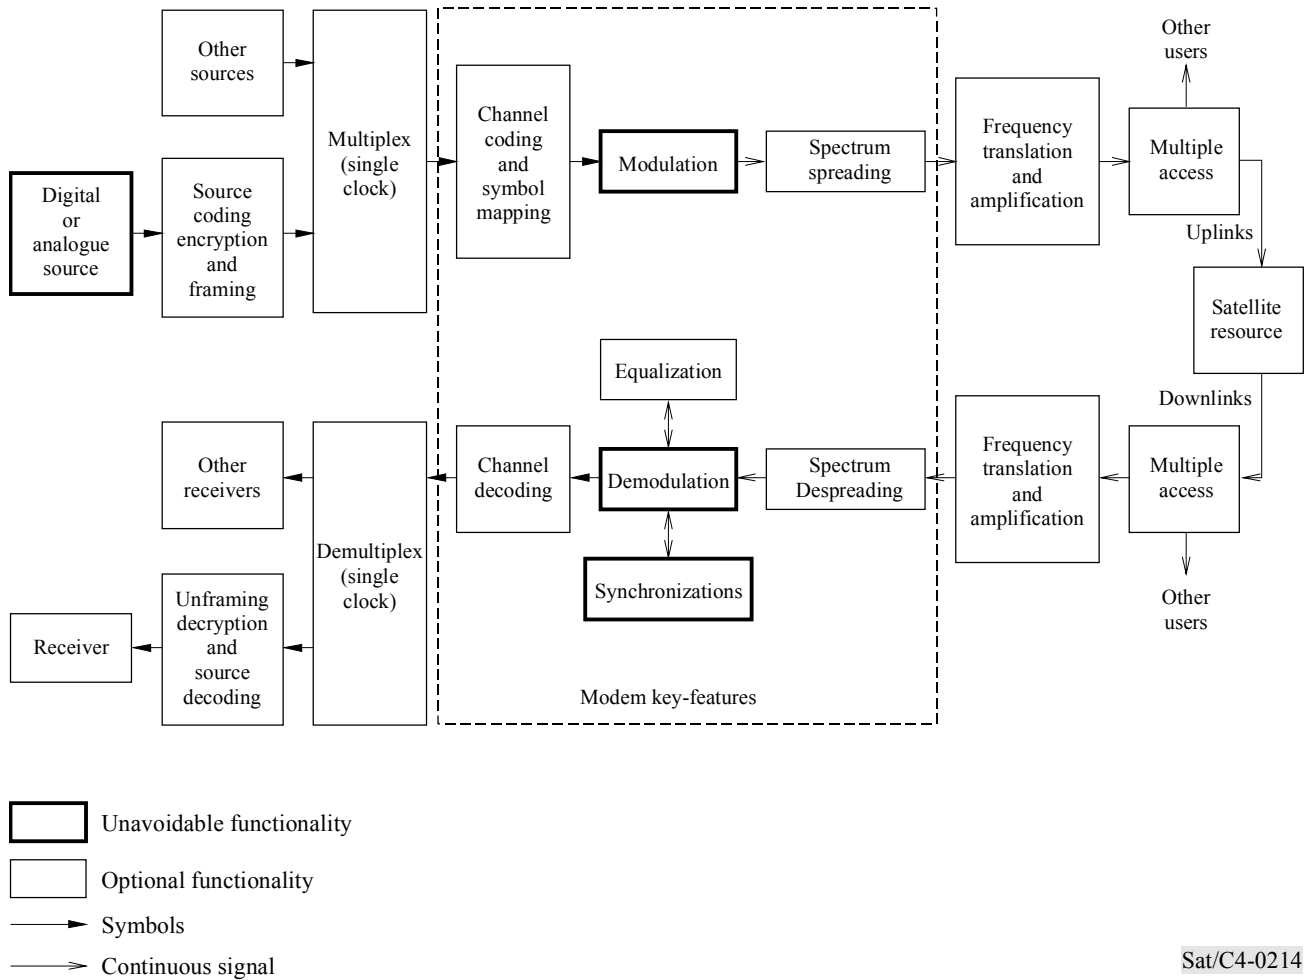 Other
sources
Digital
or
analogue
source
Source
coding
encryption
and
framing
Multiplex
(single
clock)
Channel
coding
and
symbol
mapping
Modulation
Spectrum
spreading
Frequency
translation
and
amplification
Other
users
Multiple
access
Uplinks
Satellite
resource
Downlinks
Multiple
access
Other
users
Frequency
translation
and
amplification
Spectrum
Despreading
Equalization
Demodulation
Synchronizations
Channel
decoding
Demultiplex
(single
clock)
Other
receivers
Unframing
decryption
and
source
decoding
Receiver
Modem key-features
Unavoidable functionality
Optional functionality
Symbols
Continuous signal
Sat/C4-0214